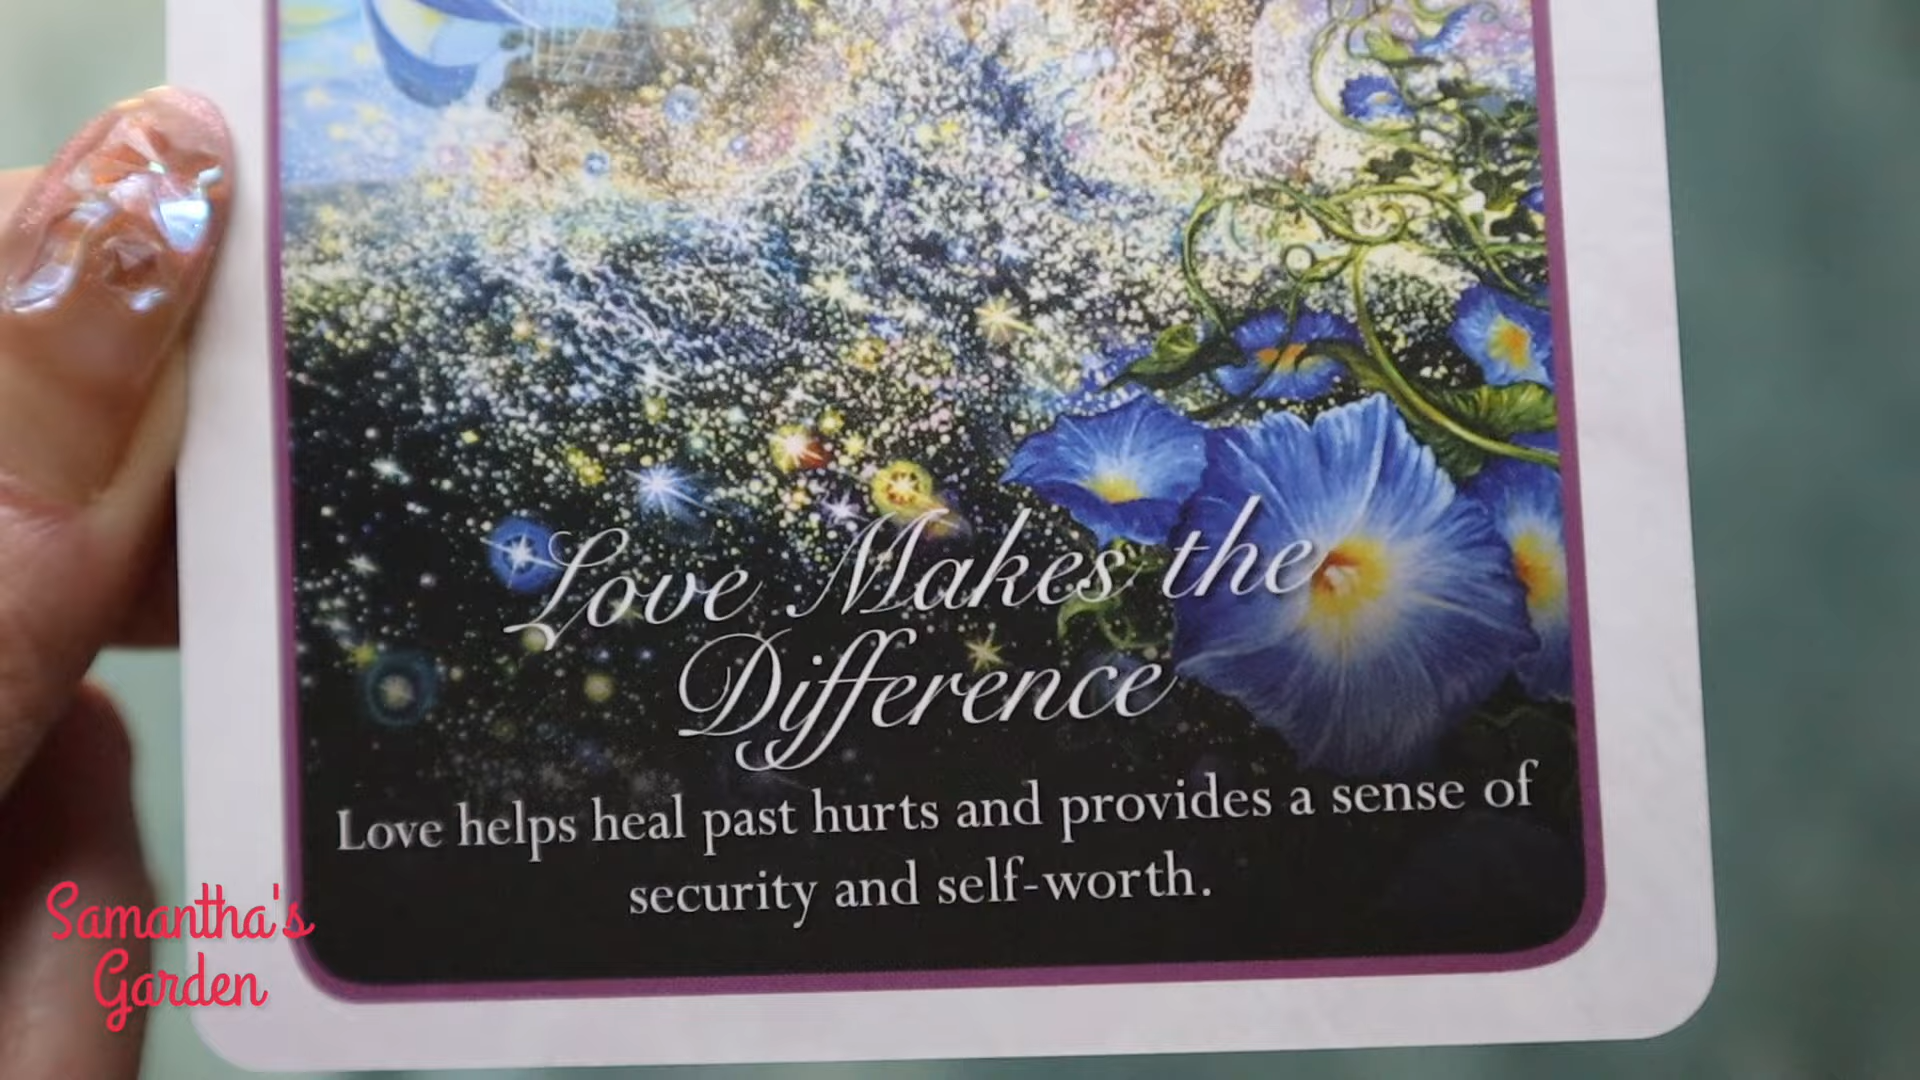 Love Makes the
Difference
Love helps heal past hurts and provides a sense of
security and self-worth.
Samantha's
Garden